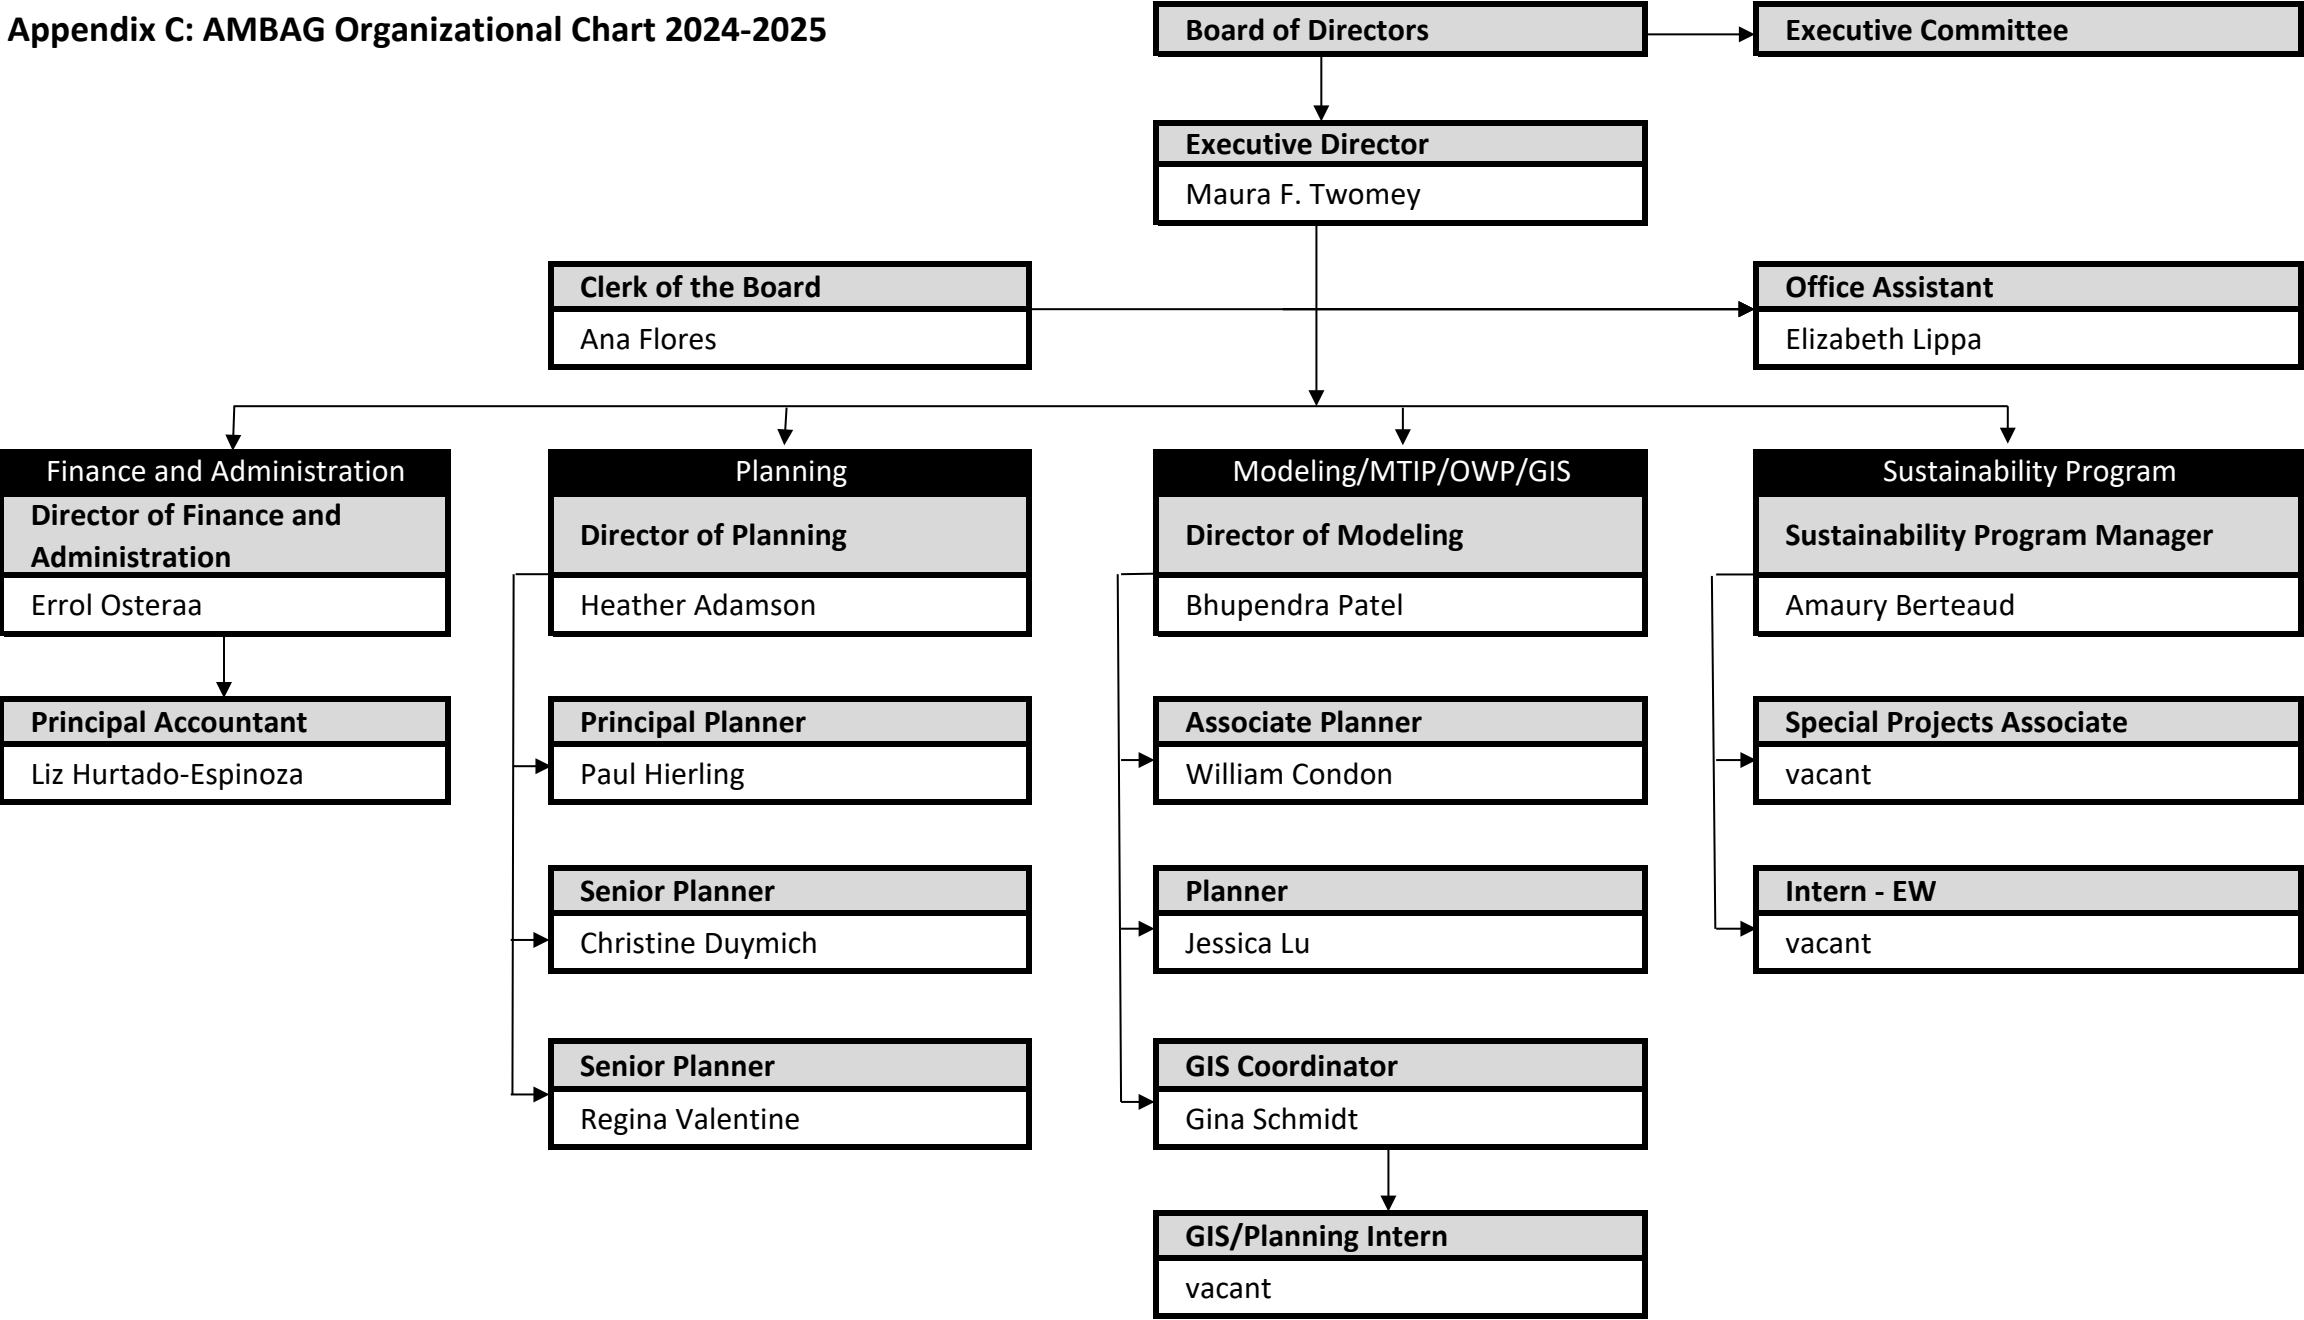 Appendix C: AMBAG Organizational Chart 2024-2025
Board of Directors
Executive Committee
Executive Director
Maura F. Twomey
Clerk of the Board
Ana Flores
Office Assistant
Elizabeth Lippa
Finance and Administration
Director of Finance and
Administration
Errol Osteraa
Principal Accountant
Liz Hurtado-Espinoza
Planning
Director of Planning
Heather Adamson
Principal Planner
Paul Hierling
Senior Planner
Christine Duymich
Senior Planner
Regina Valentine
Modeling/MTIP/OWP/GIS
Director of Modeling
Bhupendra Patel
Associate Planner
William Condon
Planner
Jessica Lu
GIS Coordinator
Gina Schmidt
GIS/Planning Intern
vacant
Sustainability Program
Sustainability Program Manager
Amaury Berteaud
Special Projects Associate
vacant
Intern - EW
vacant